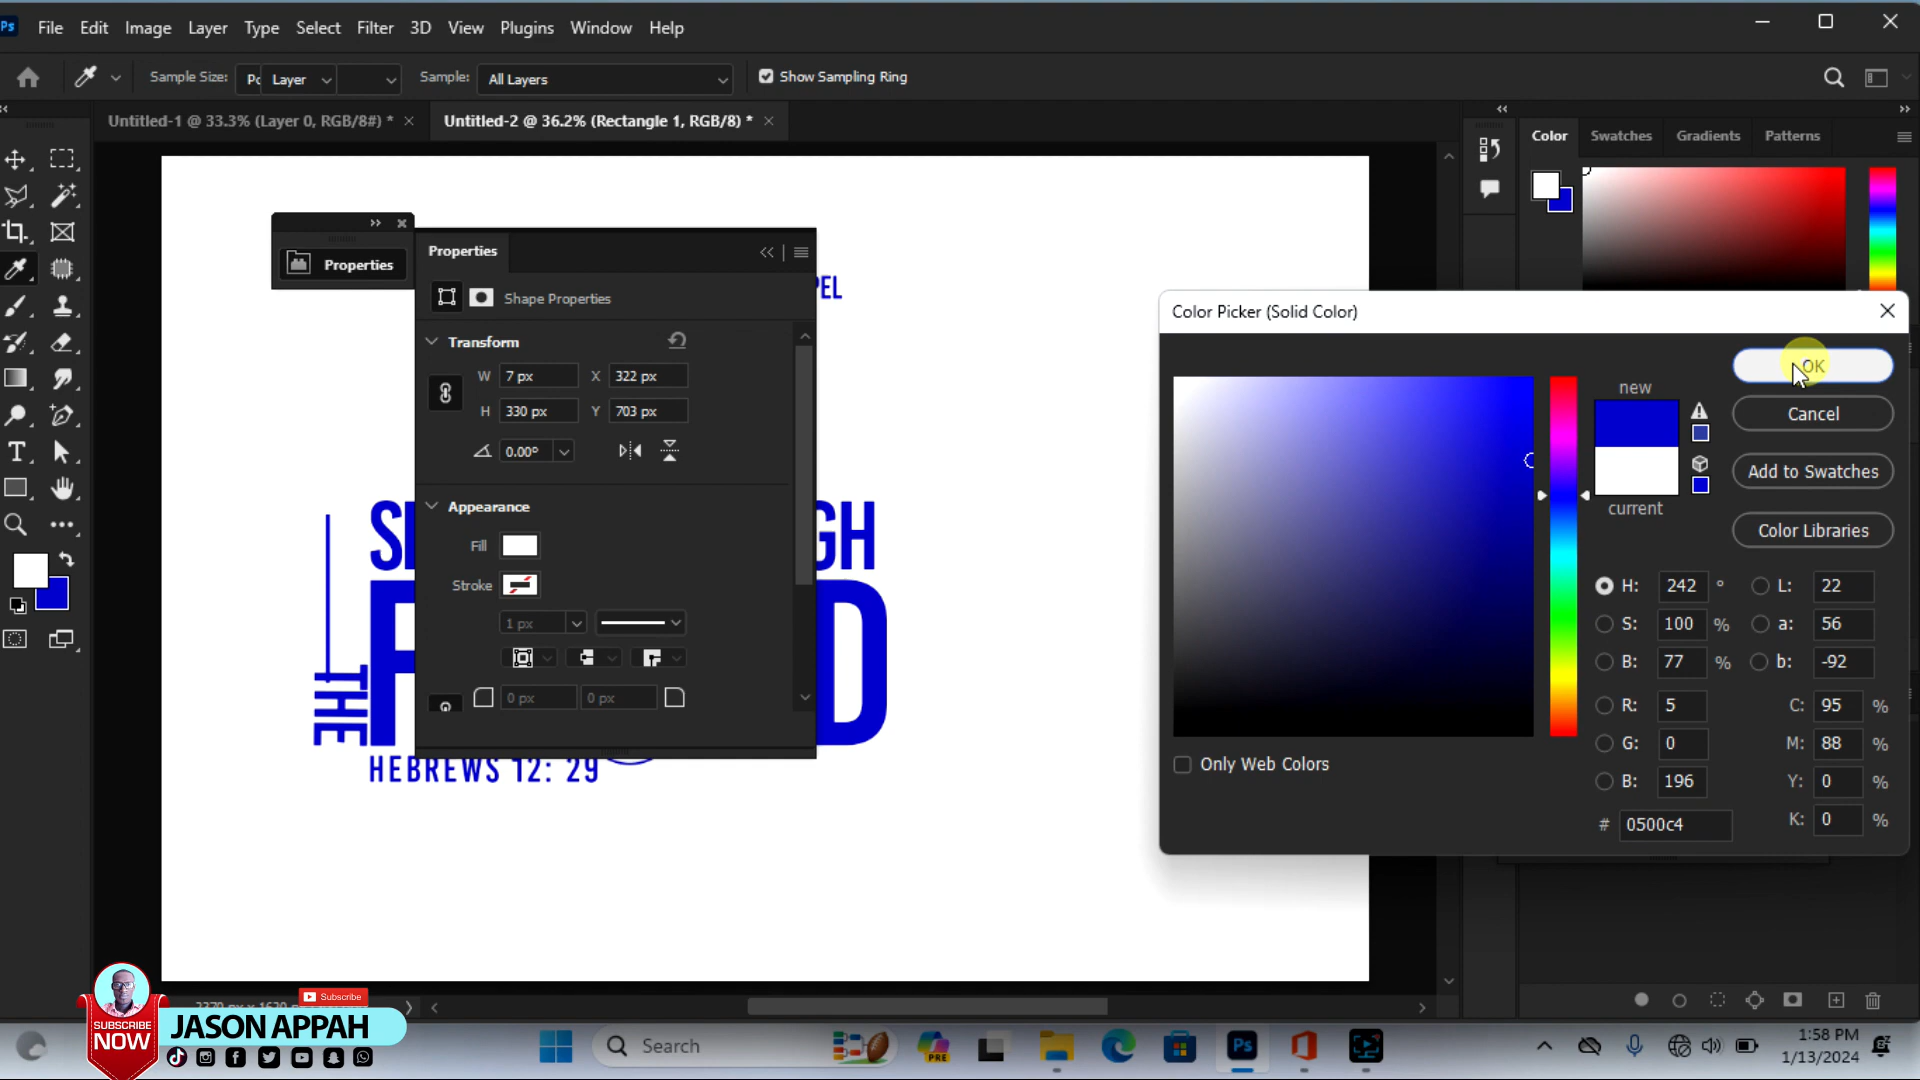 Ps File Edit Image Layer Type Select Filter 3D View Plugins Window Help
Sample Size: Pc Layer Sample: All Layers Show Sampling Ring
Untitled-1 @ 33.3% (Layer 0, RGB/8#) * Untitled-2 @ 36.2% (Rectangle 1, RGB/8) *
Color Swatches Gradients Patterns
Properties
Properties
Shape Properties
PEL
Transform
W 7 px X 322 px
H 330 px Y 703 px
0.00°
Appearance
Fill
Stroke
1 px
0 px 0 px
GH
D
THE
HEBREWS 12: 29
Color Picker (Solid Color)
new
current
OK
Cancel
Add to Swatches
Color Libraries
H: 242 ° L: 22
S: 100 % a: 56
B: 77 % b: -92
R: 5 C: 95 %
G: 0 M: 88 %
B: 196 Y: 0 %
# 0500c4 K: 0 %
Only Web Colors
Subscribe
SUBSCRIBE
NOW
JASON APPAH
Search
PRE
Ps
1:58 PM
1/13/2024